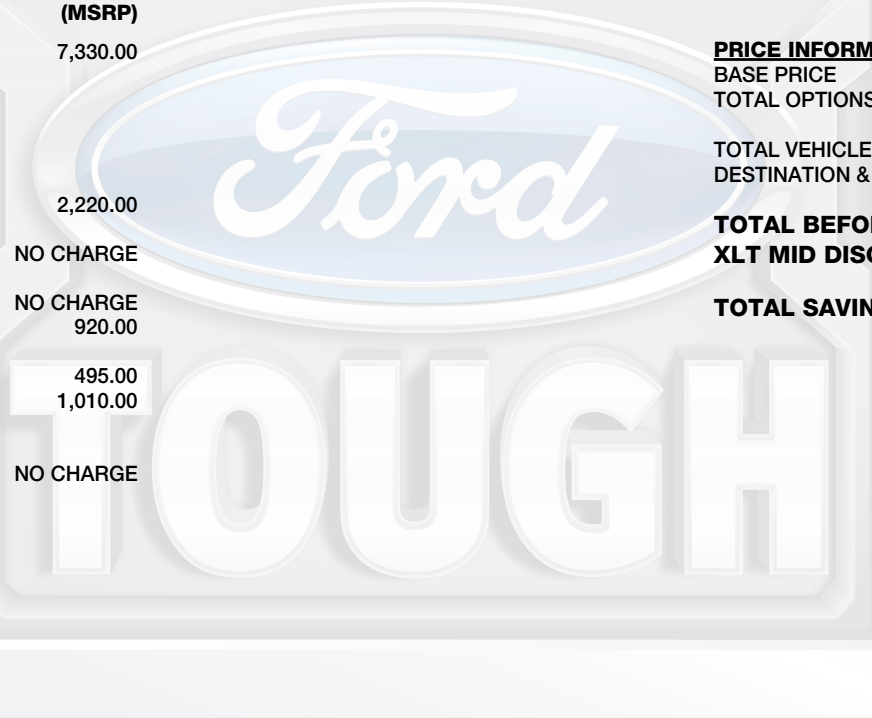 (MSRP)
7,330.00
2,220.00
NO CHARGE
NO CHARGE
920.00
495.00
1,010.00
NO CHARGE
PRICE INFORM
BASE PRICE
TOTAL OPTIONS
TOTAL VEHICLE
DESTINATION &
TOTAL BEFO
XLT MID DISC
TOTAL SAVIN
Ford
TOUGH